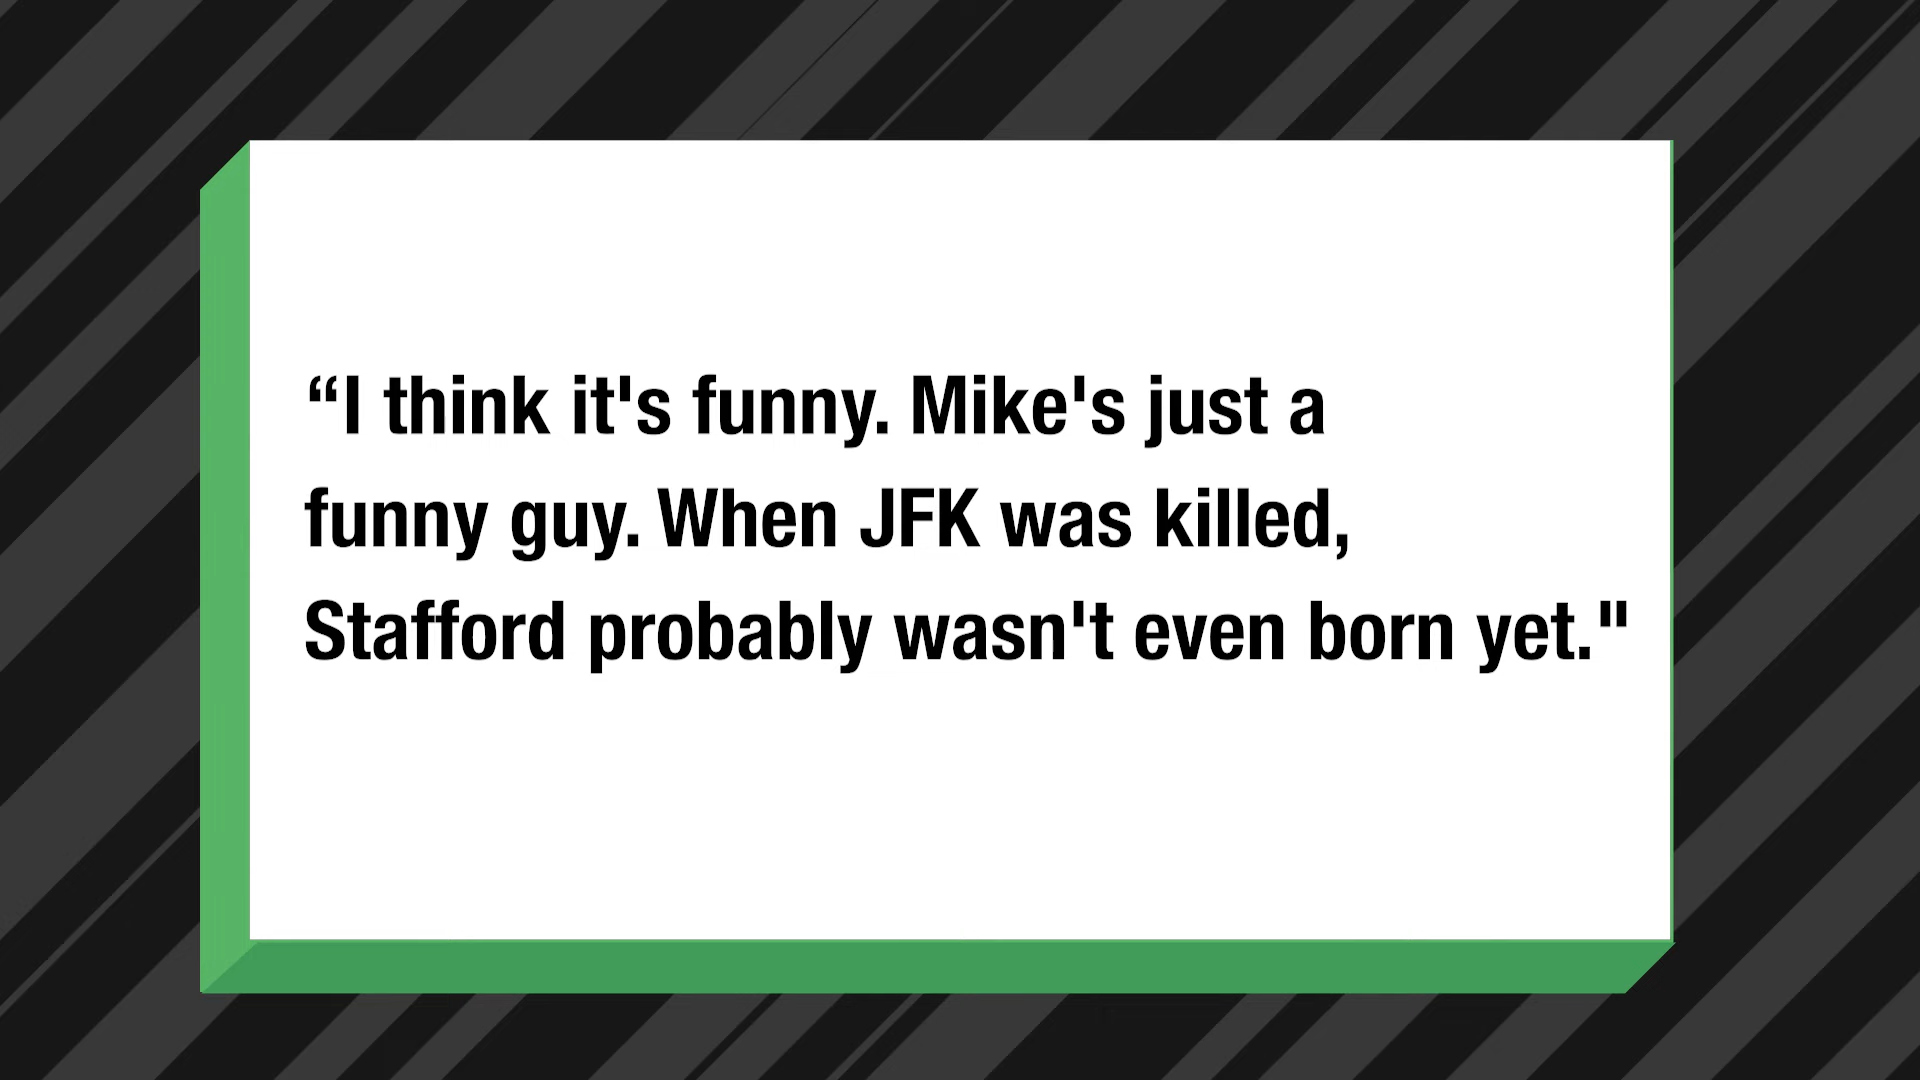 “I think it's funny. Mike's just a
funny guy. When JFK was killed,
Stafford probably wasn't even born yet."